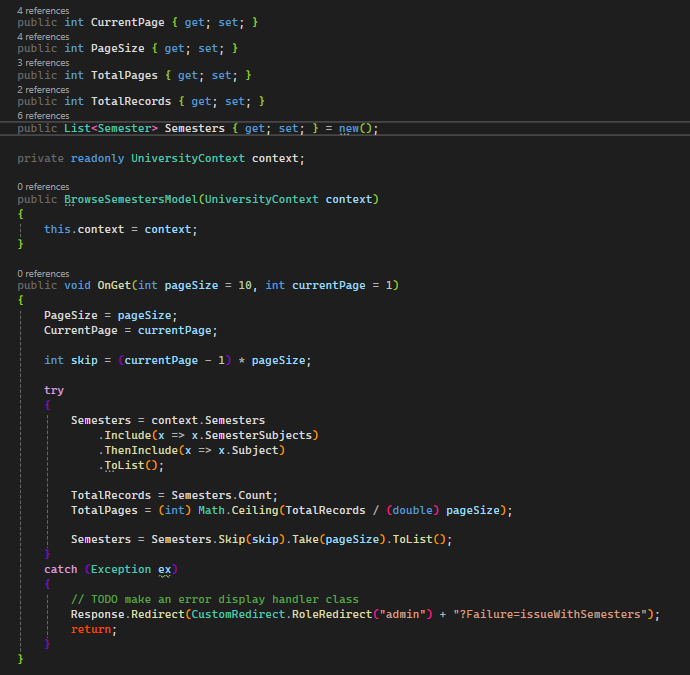 4 references
public int CurrentPage { get; set; }
4 references
public int PageSize { get; set; }
3 references
public int TotalPages { get; set; }
2 references
public int TotalRecords { get; set; }
6 references
public List<Semester> Semesters { get; set; } = new();
private readonly UniversityContext context;
0 references
public BrowseSemestersModel(UniversityContext context)
{
this.context = context;
}
0 references
public void OnGet(int pageSize = 10, int currentPage = 1)
{
PageSize = pageSize;
CurrentPage = currentPage;
int skip = (currentPage - 1) * pageSize;
try
{
Semesters = context.Semesters
.Include(x => x.SemesterSubjects)
.ThenInclude(x => x.Subject)
.ToList();
TotalRecords = Semesters.Count;
TotalPages = (int) Math.Ceiling(TotalRecords / (double) pageSize);
Semesters = Semesters.Skip(skip).Take(pageSize).ToList();
}
catch (Exception ex)
{
// TODO make an error display handler class
Response.Redirect(CustomRedirect.RoleRedirect("admin") + "?Failure=issueWithSemesters");
return;
}
}